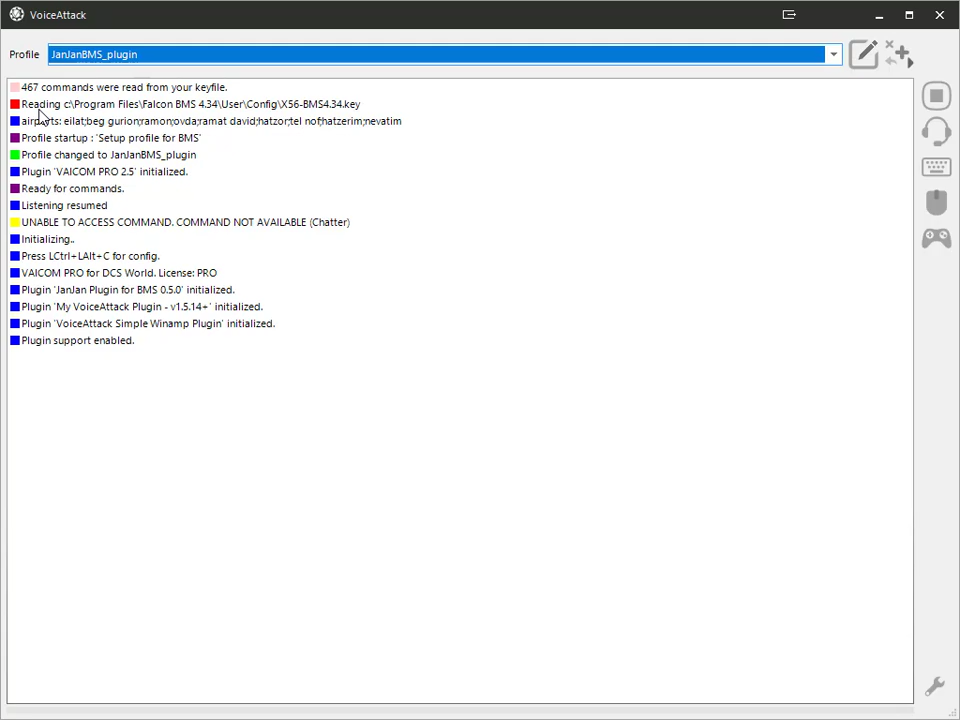 VoiceAttack
Profile JanJanBMS_plugin
467 commands were read from your keyfile.
Reading c:\Program Files\Falcon BMS 4.34\User\Config\X56-BMS4.34.key
airports: eilat;beg gurion;ramon;ovda;ramat david;hatzor;tel nof;hatzerim;nevatim
Profile startup : 'Setup profile for BMS'
Profile changed to JanJanBMS_plugin
Plugin 'VAICOM PRO 2.5' initialized.
Ready for commands.
Listening resumed
UNABLE TO ACCESS COMMAND. COMMAND NOT AVAILABLE (Chatter)
Initializing..
Press LCtrl+LAlt+C for config.
VAICOM PRO for DCS World. License: PRO
Plugin 'JanJan Plugin for BMS 0.5.0' initialized.
Plugin 'My VoiceAttack Plugin - v1.5.14+' initialized.
Plugin 'VoiceAttack Simple Winamp Plugin' initialized.
Plugin support enabled.